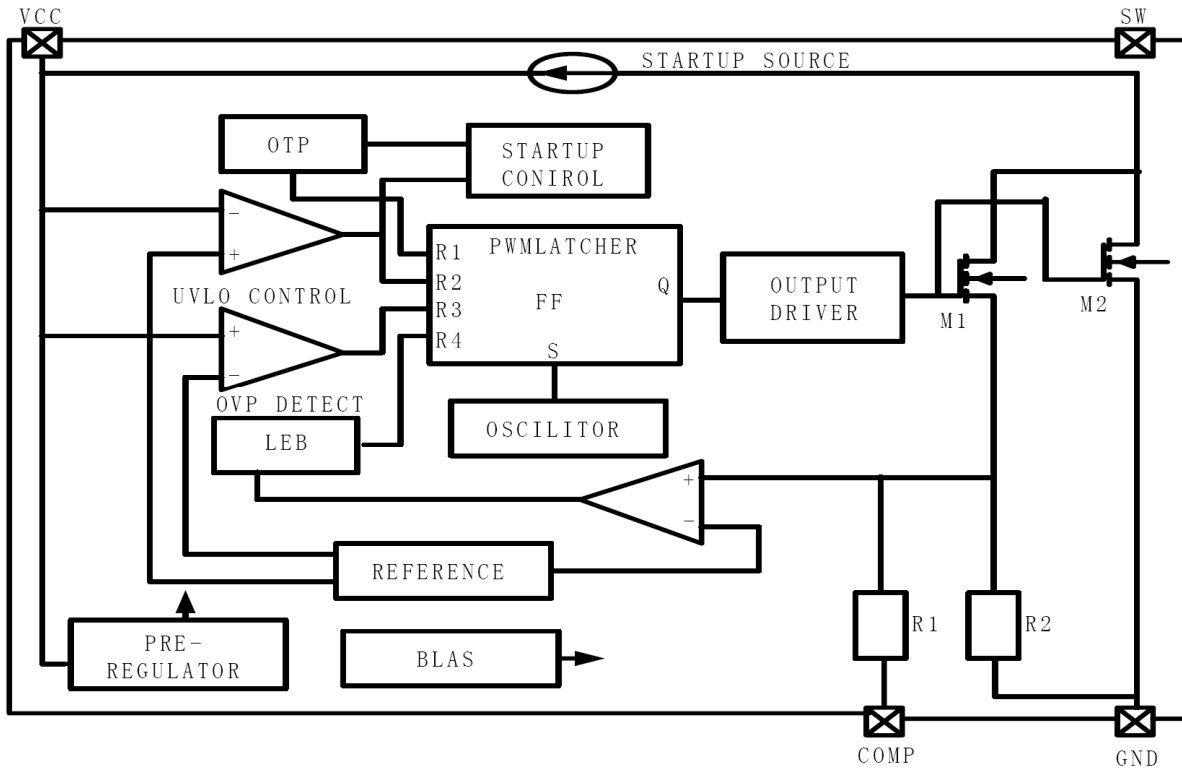 VCC
SW
STARTUP SOURCE
OTP
STARTUP
CONIROL
-
+
UVLO CONTROL
PWMLATCHER
R1
R2
R3
R4
FF
Q
S
OUTPUT
DRIVER
M1
M2
+
-
OVP DETECT
LEB
OSCILITOR
+
-
REFERENCE
R1
R2
PRE-
REGULATOR
BLAS
COMP
GND